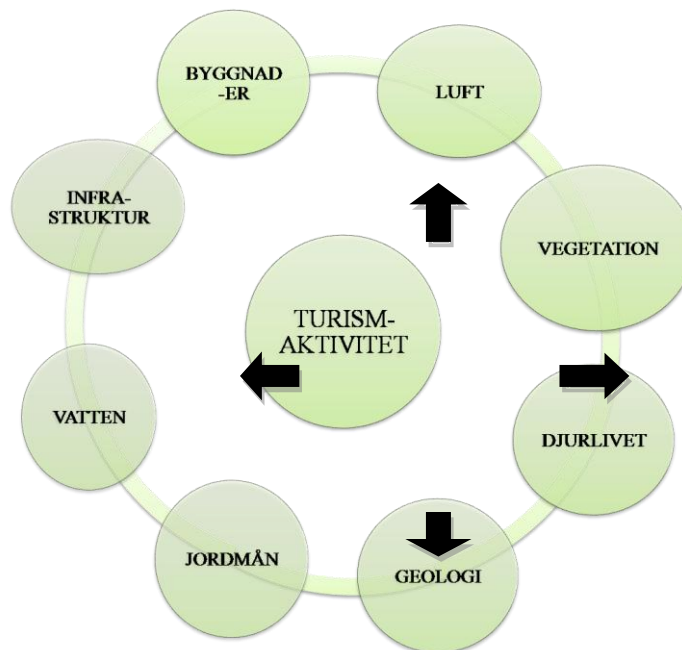 BYGGNAD
-ER
LUFT
INFRA-
STRUKTUR
VEGETATION
TURISM-
AKTIVITET
VATTEN
DJURLIVET
JORDMÅN
GEOLOGI